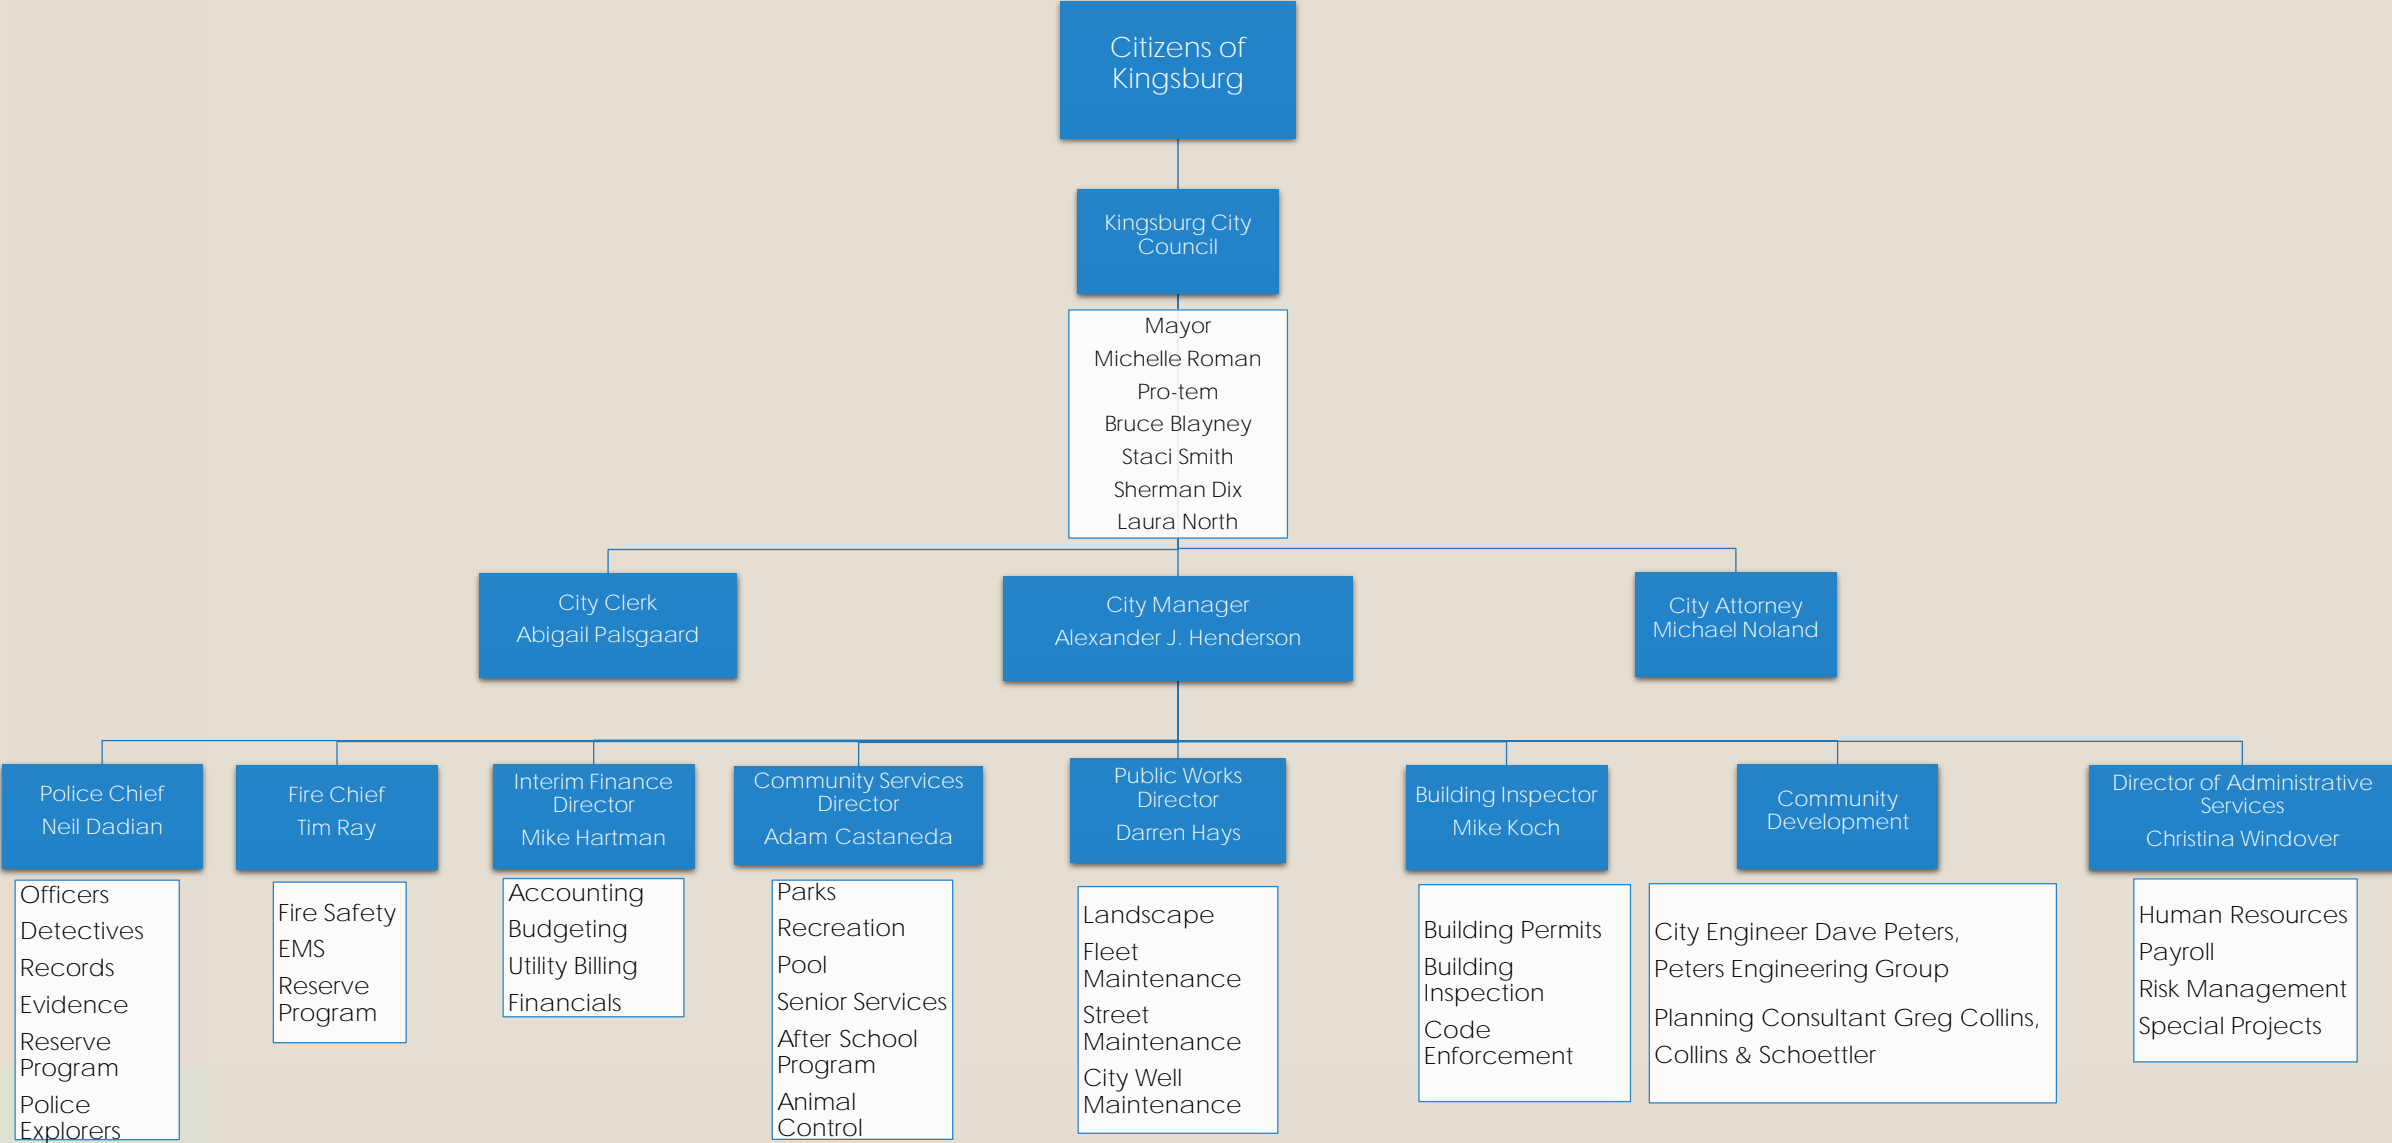 Citizens of
Kingsburg
Kingsburg City
Council
Mayor
Michelle Roman
Pro-tem
Bruce Blayney
Staci Smith
Sherman Dix
Laura North
City Clerk
Abigail Palsgaard
City Manager
Alexander J. Henderson
City Attorney
Michael Noland
Police Chief
Neil Dadian
Officers
Detectives
Records
Evidence
Reserve
Program
Police
Explorers
Fire Chief
Tim Ray
Fire Safety
EMS
Reserve
Program
Interim Finance
Director
Mike Hartman
Accounting
Budgeting
Utility Billing
Financials
Community Services
Director
Adam Castaneda
Parks
Recreation
Pool
Senior Services
After School
Program
Animal
Control
Public Works
Director
Darren Hays
Landscape
Fleet
Maintenance
Street
Maintenance
City Well
Maintenance
Building Inspector
Mike Koch
Building Permits
Building
Inspection
Code
Enforcement
Community
Development
City Engineer Dave Peters,
Peters Engineering Group
Planning Consultant Greg Collins,
Collins & Schoettler
Director of Administrative
Services
Christina Windover
Human Resources
Payroll
Risk Management
Special Projects